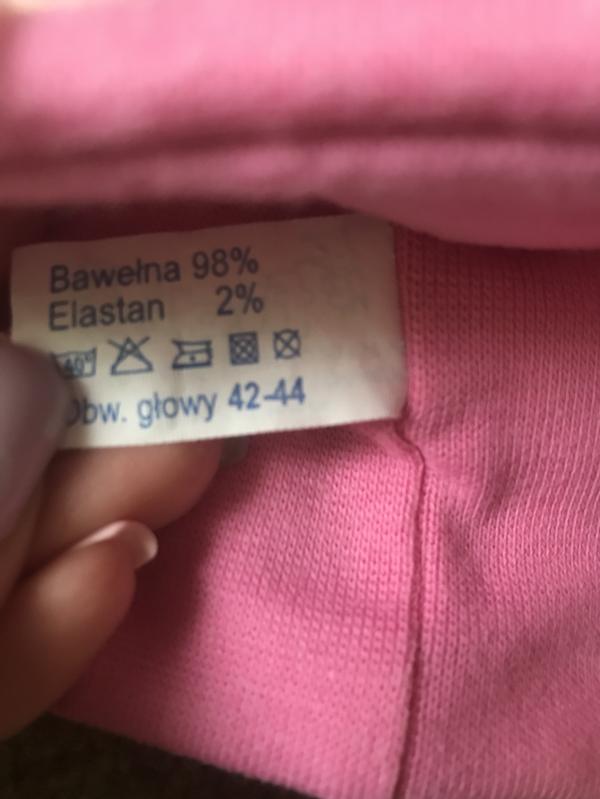 Bawełna 98%
Elastan 2%
40°
Obw. głowy 42-44